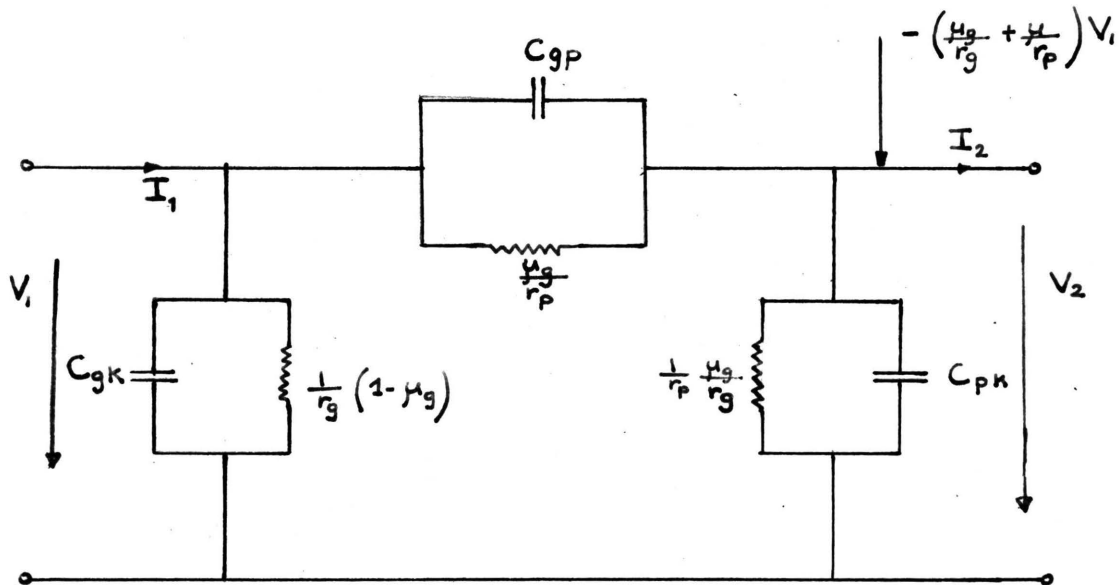 - (μg/rg + μ/rp) V₁
Cgp
I₁
I₂
μg/rp
V₁
V₂
CgK
1/rg (1-μg)
1/rp μg/rg
CpK